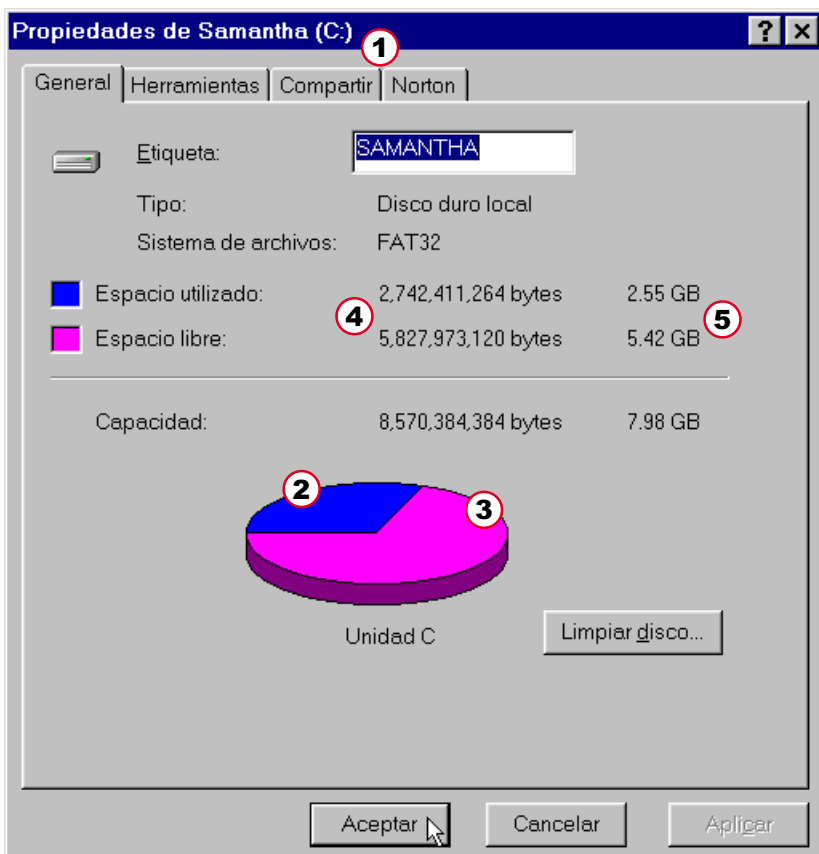 Propiedades de Samantha (C:)
1
General Herramientas Compartir Norton
Etiqueta: SAMANTHA
Tipo: Disco duro local
Sistema de archivos: FAT32
Espacio utilizado: 2,742,411,264 bytes 2.55 GB
4 5
Espacio libre: 5,827,973,120 bytes 5.42 GB
Capacidad: 8,570,384,384 bytes 7.98 GB
2 3
Unidad C Limpiar disco...
Aceptar Cancelar Aplicar